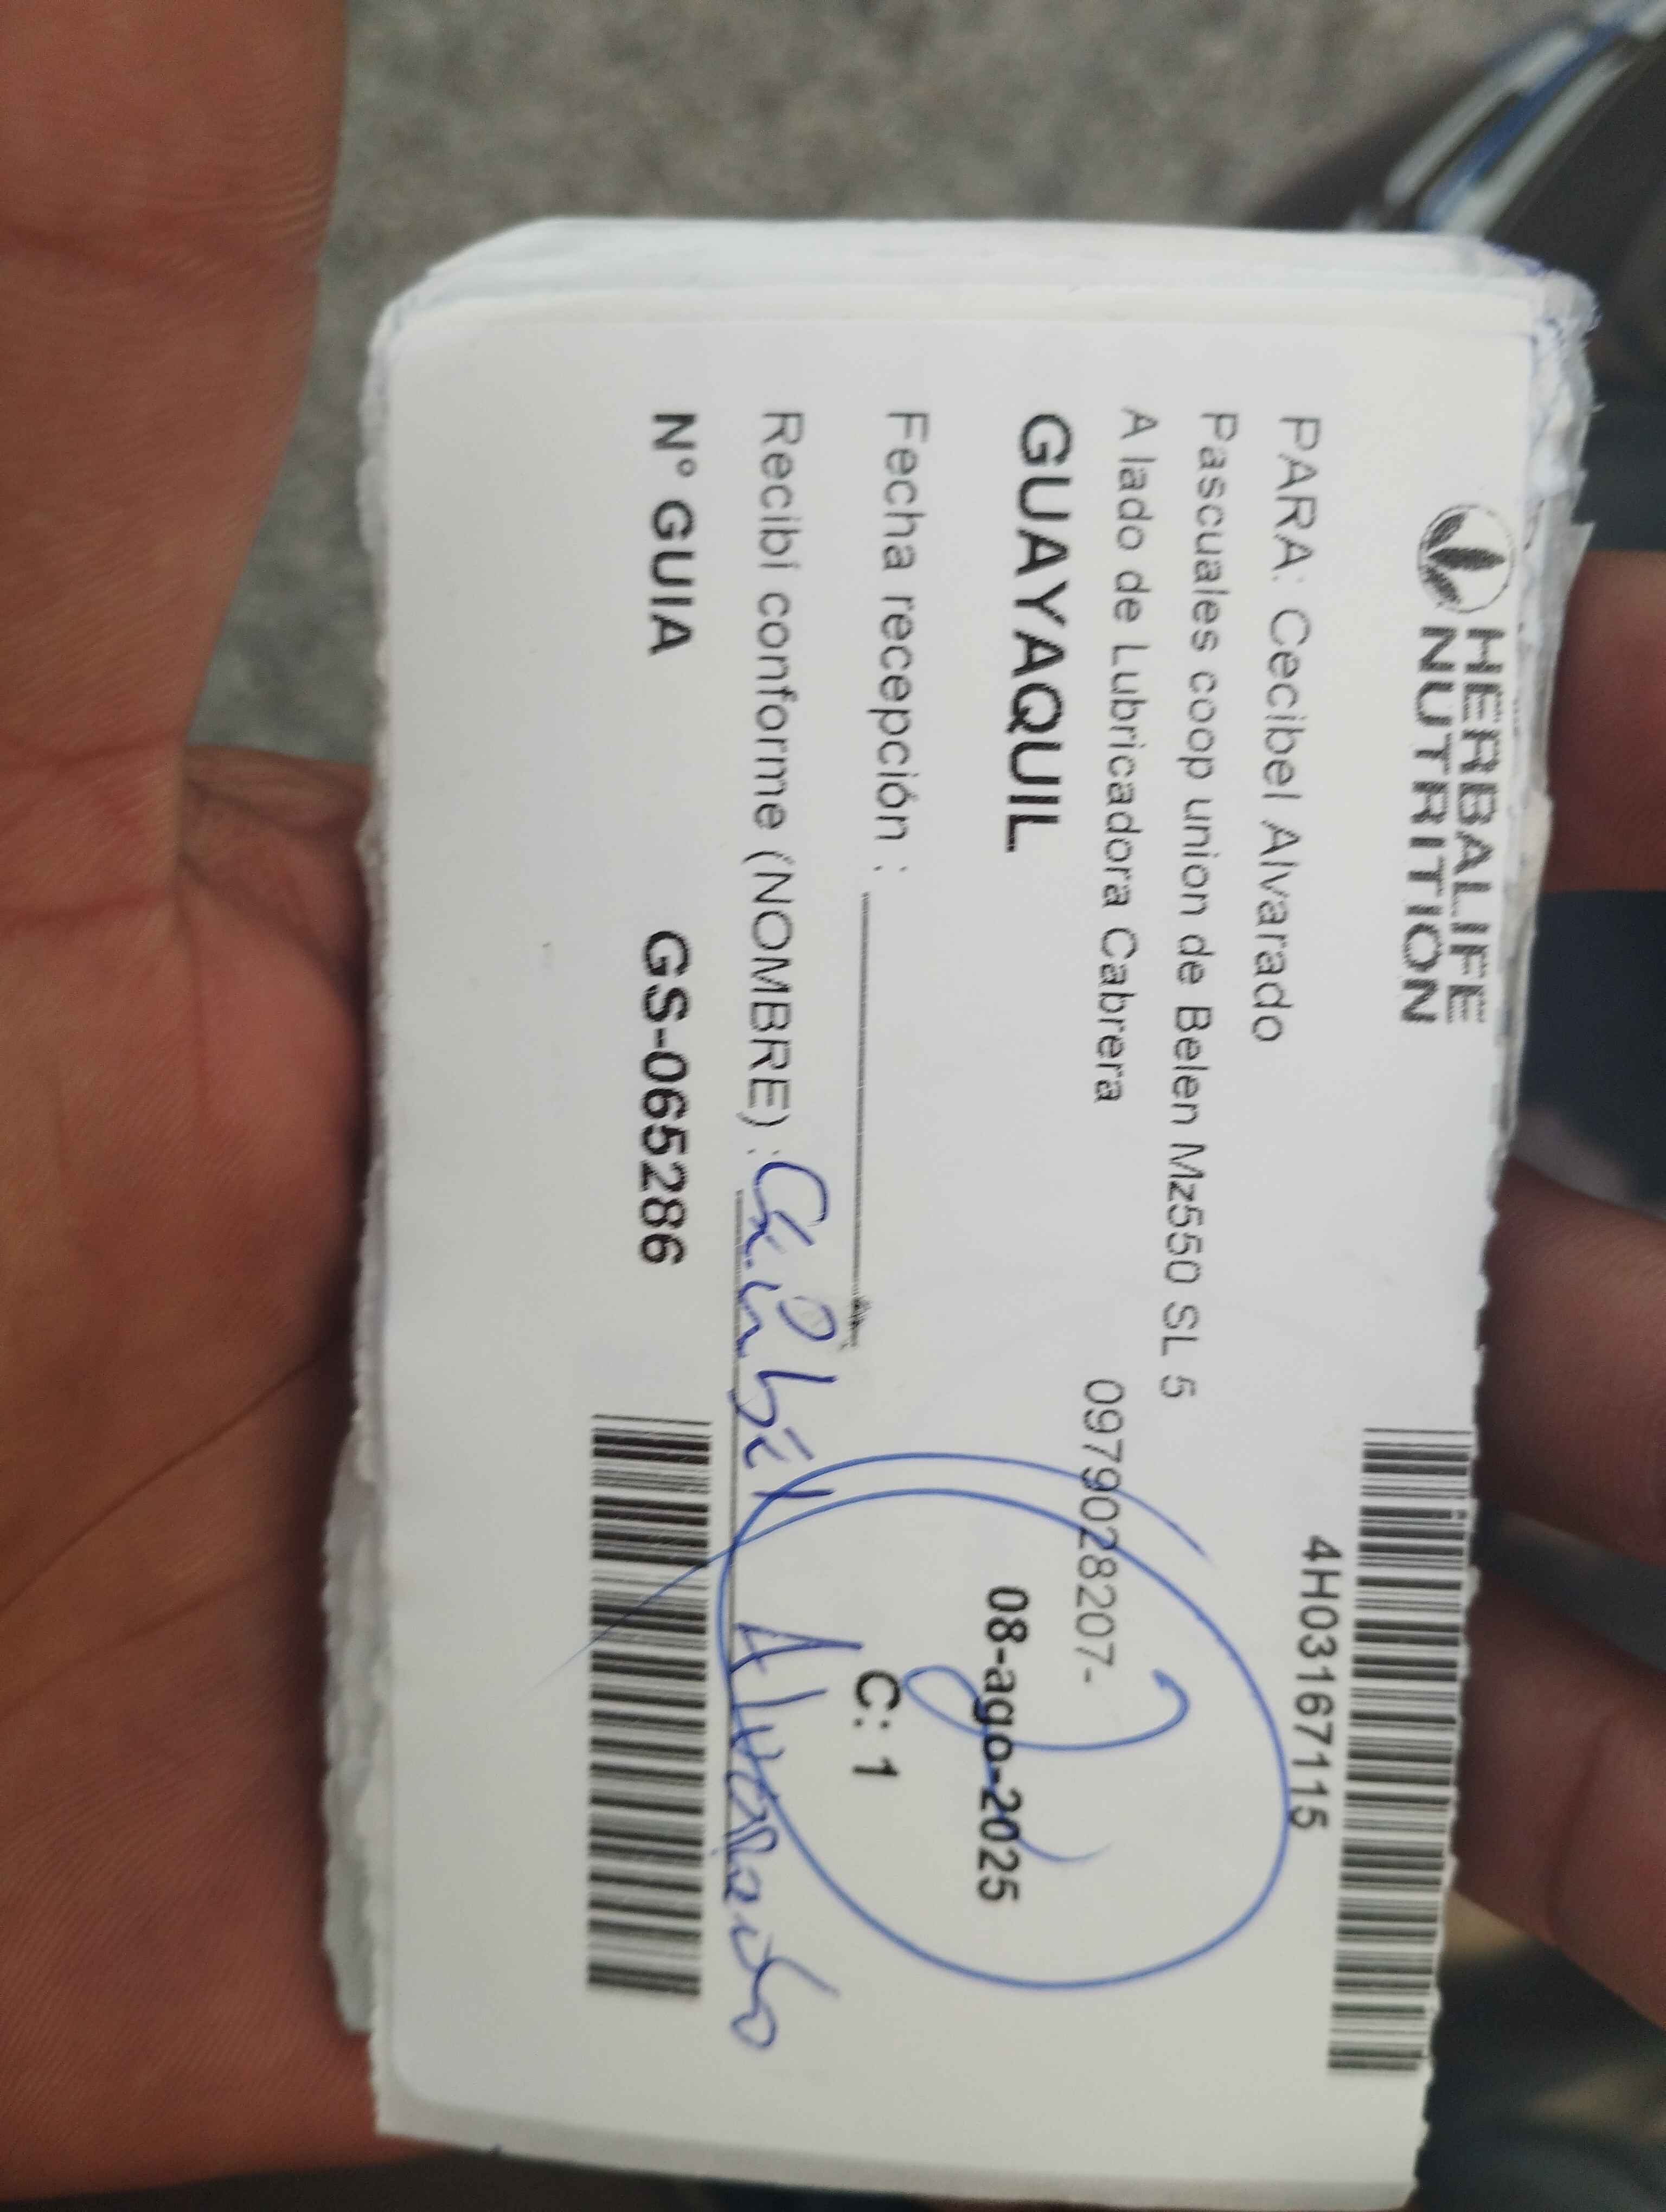 HERBALIFE
NUTRITION
4H03167115
PARA: Cecibel Alvarado
Pascuales coop union de Belen Mz550 SL 5
A lado de Lubricadora Cabrera
0979028207-
GUAYAQUIL
08-ago-2025
Fecha recepción :
C: 1
Recibí conforme (NOMBRE) : Cecibel Alvarado
N° GUIA GS-065286